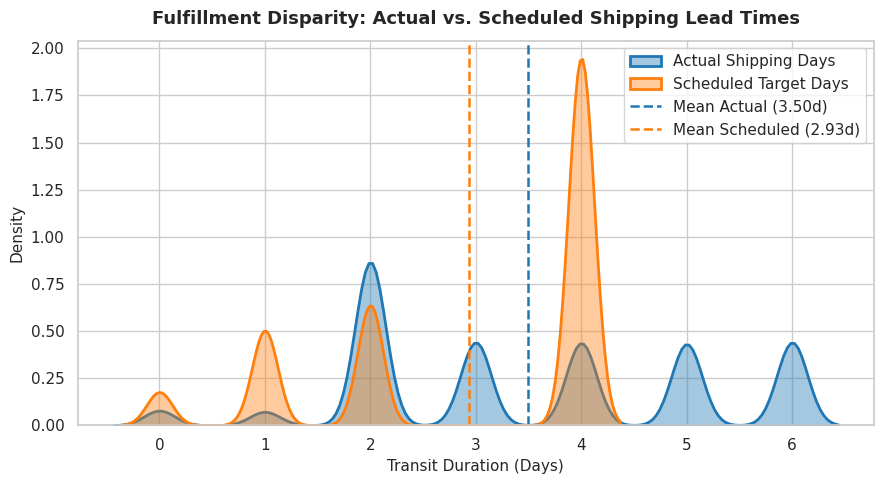 Fulfillment Disparity: Actual vs. Scheduled Shipping Lead Times
Actual Shipping Days
Scheduled Target Days
Mean Actual (3.50d)
Mean Scheduled (2.93d)
Density
2.00
1.75
1.50
1.25
1.00
0.75
0.50
0.25
0.00
0 1 2 3 4 5 6
Transit Duration (Days)